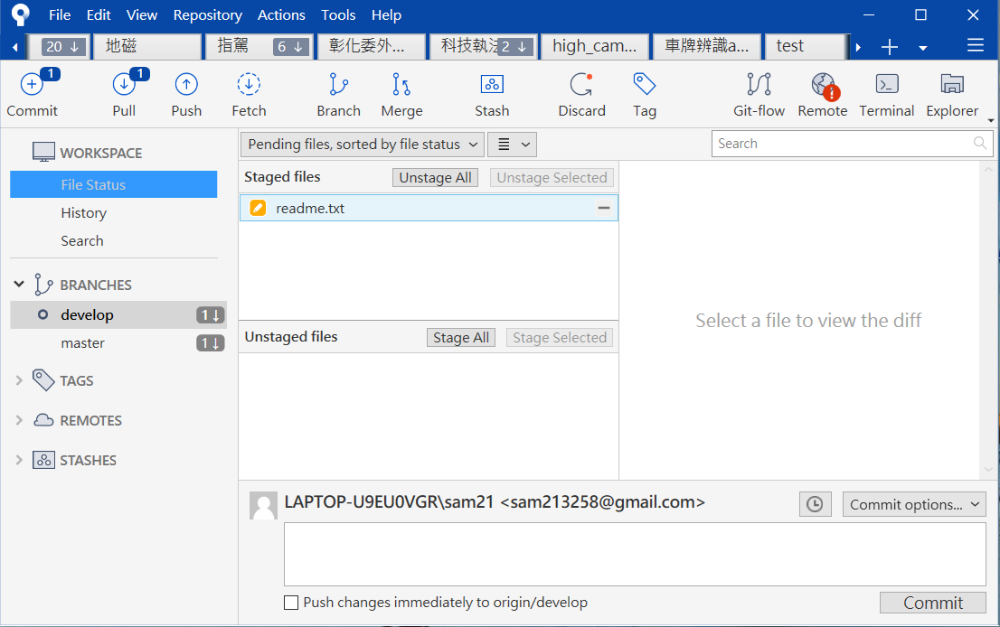 File Edit View Repository Actions Tools Help
20 地磁 指駕 6 彰化委外... 科技執法 2 high_cam... 車牌辨識a... test
1 1
Commit Pull Push Fetch Branch Merge Stash Discard Tag Git-flow Remote Terminal Explorer
WORKSPACE
File Status
History
Search
BRANCHES
develop 1
master 1
TAGS
REMOTES
STASHES
Pending files, sorted by file status
Search
Staged files Unstage All Unstage Selected
readme.txt
Unstaged files Stage All Stage Selected
Select a file to view the diff
LAPTOP-U9EU0VGR\sam21 <sam213258@gmail.com>
Commit options...
Push changes immediately to origin/develop
Commit